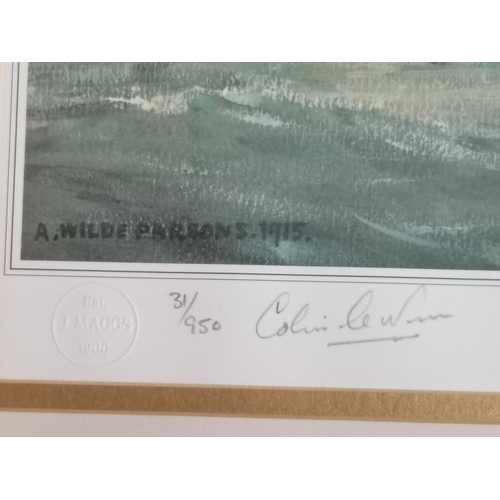 A. WILDE PARSONS. 1915.
Est.
J. MAGGS
1900
31/950
Colin